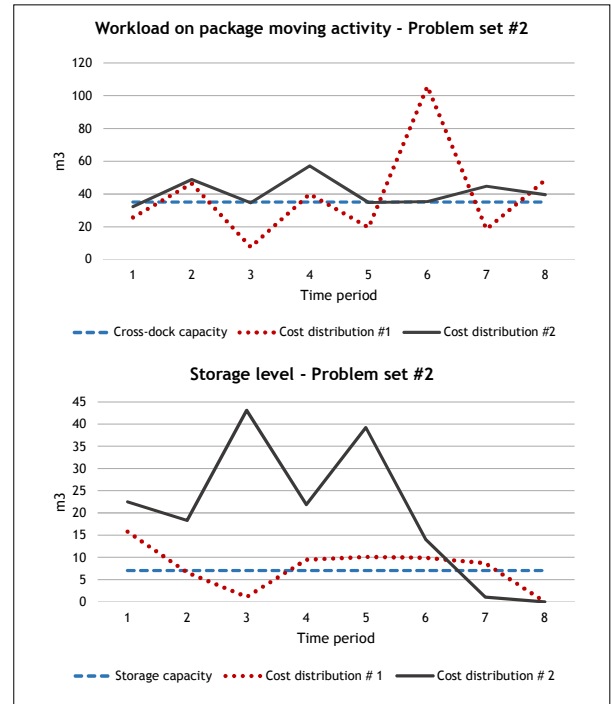 Workload on package moving activity - Problem set #2
120
100
80
60
40
20
0
m3
1 2 3 4 5 6 7 8
Time period
Cross-dock capacity Cost distribution #1 Cost distribution #2
Storage level - Problem set #2
45
40
35
30
25
20
15
10
5
0
m3
1 2 3 4 5 6 7 8
Time period
Storage capacity Cost distribution # 1 Cost distribution # 2